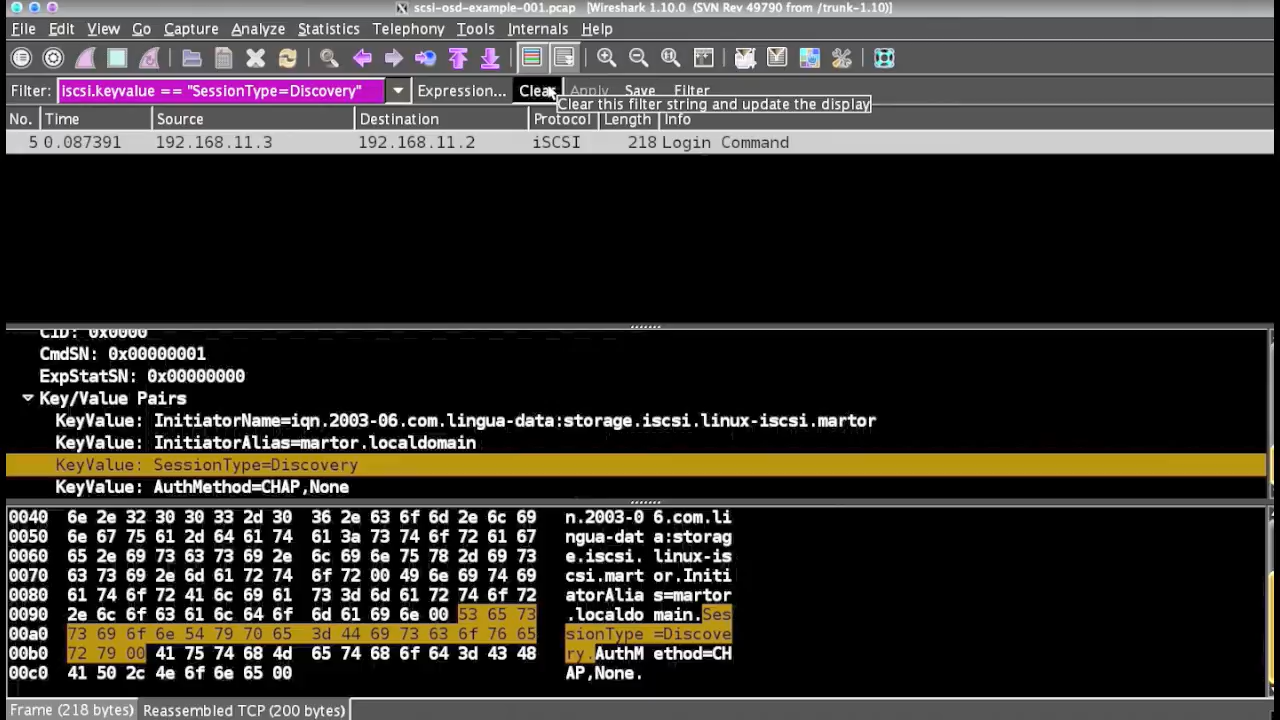 scsi-osd-example-001.pcap [Wireshark 1.10.0 (SVN Rev 49790 from /trunk-1.10)]
File Edit View Go Capture Analyze Statistics Telephony Tools Internals Help
Filter: iscsi.keyvalue == "SessionType=Discovery" Expression... Clear Apply Save Filter
Clear this filter string and update the display
No. Time Source Destination Protocol Length Info
5 0.087391 192.168.11.3 192.168.11.2 iSCSI 218 Login Command
CID: 0x0000
CmdSN: 0x00000001
ExpStatSN: 0x00000000
Key/Value Pairs
KeyValue: InitiatorName=iqn.2003-06.com.lingua-data:storage.iscsi.linux-iscsi.martor
KeyValue: InitiatorAlias=martor.localdomain
KeyValue: SessionType=Discovery
KeyValue: AuthMethod=CHAP,None
0040 6e 2e 32 30 30 33 2d 30 36 2e 63 6f 6d 2e 6c 69 n.2003-0 6.com.li
0050 6e 67 75 61 2d 64 61 74 61 3a 73 74 6f 72 61 67 ngua-dat a:storag
0060 65 2e 69 73 63 73 69 2e 6c 69 6e 75 78 2d 69 73 e.iscsi. linux-is
0070 63 73 69 2e 6d 61 72 74 6f 72 00 49 6e 69 74 69 csi.mart or.Initi
0080 61 74 6f 72 41 6c 69 61 73 3d 6d 61 72 74 6f 72 atorAlia s=martor
0090 2e 6c 6f 63 61 6c 64 6f 6d 61 69 6e 00 53 65 73 .localdo main.Ses
00a0 73 69 6f 6e 54 79 70 65 3d 44 69 73 63 6f 76 65 sionType =Discove
00b0 72 79 00 41 75 74 68 4d 65 74 68 6f 64 3d 43 48 ry.AuthM ethod=CH
00c0 41 50 2c 4e 6f 6e 65 00 AP,None.
Frame (218 bytes) Reassembled TCP (200 bytes)